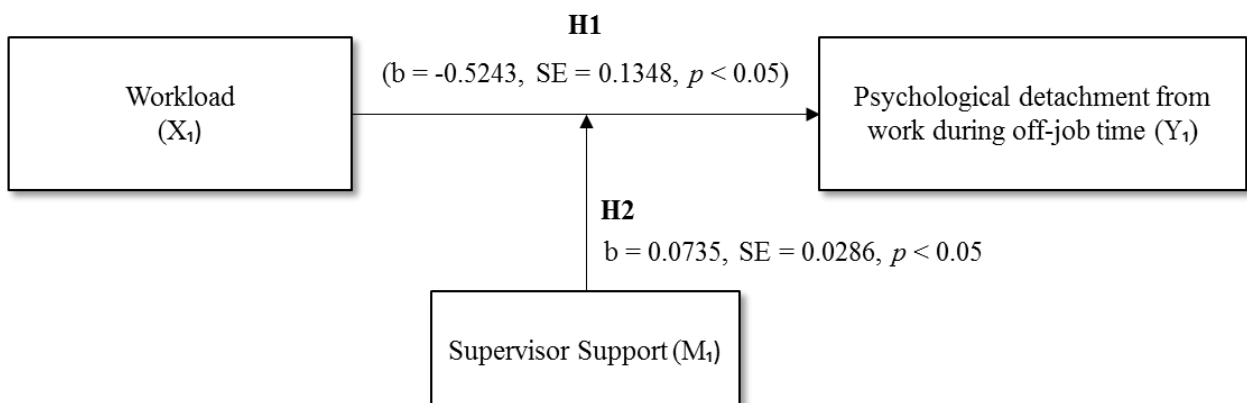 H1
(b = -0.5243, SE = 0.1348, p < 0.05)
Workload
(X₁)
Psychological detachment from
work during off-job time (Y₁)
H2
b = 0.0735, SE = 0.0286, p < 0.05
Supervisor Support (M₁)